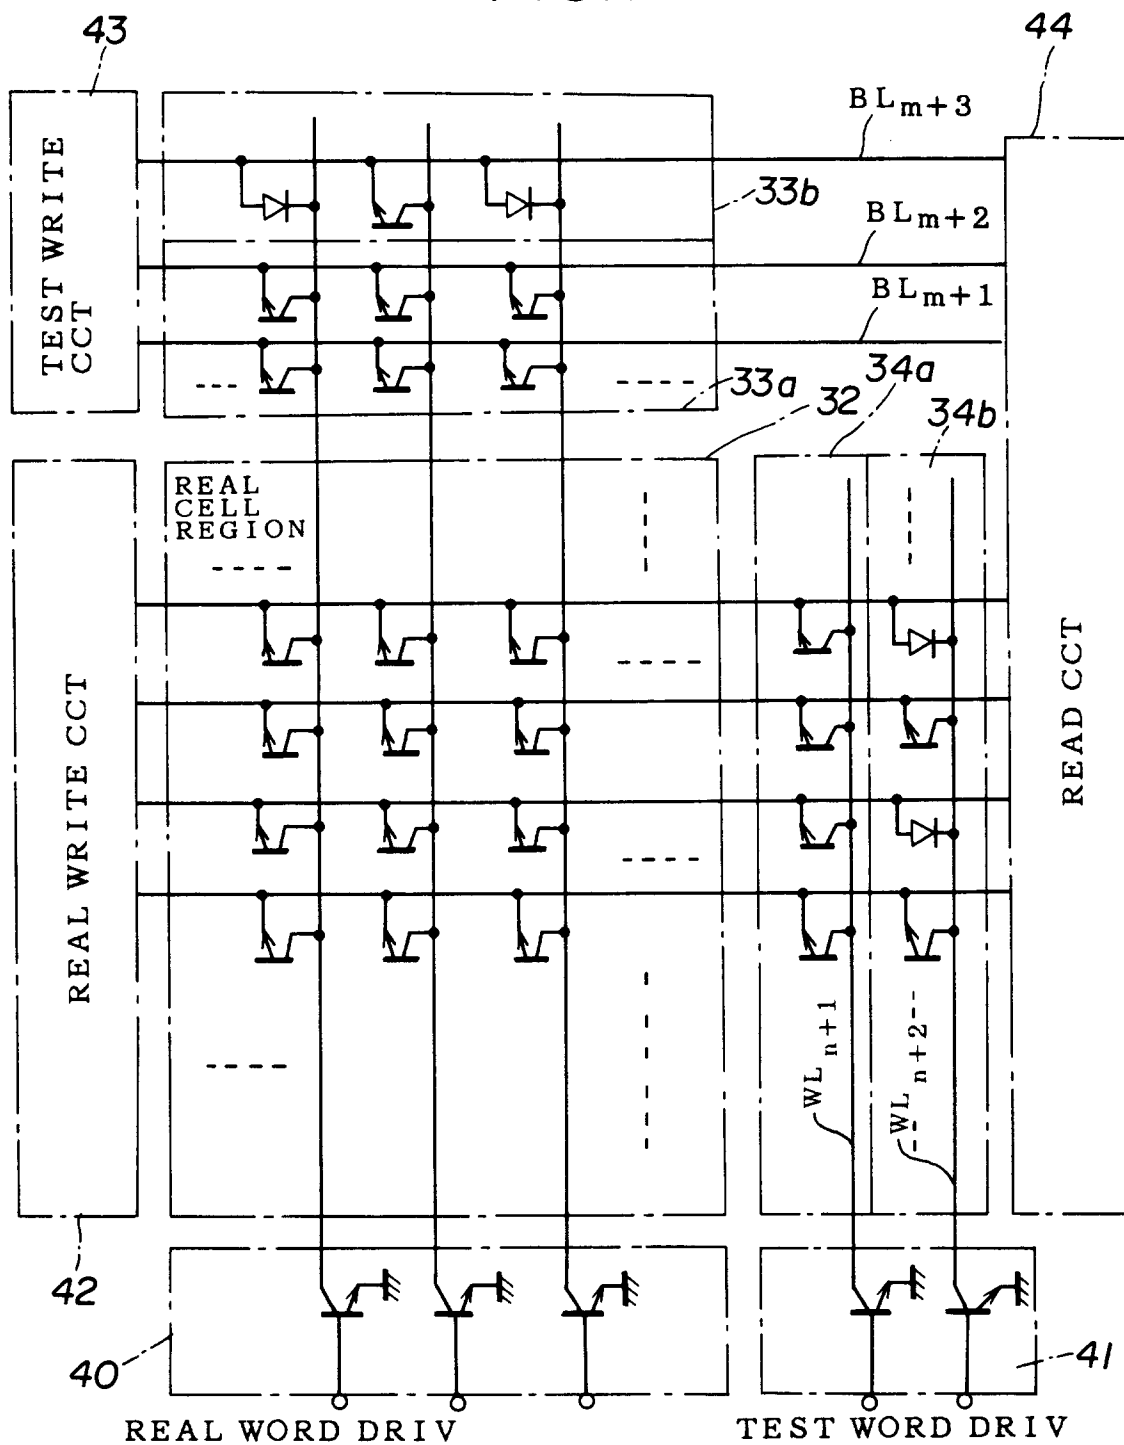 43
44
BLm+3
TEST WRITE
CCT
33b
BLm+2
BLm+1
33a
34a
32
34b
REAL
CELL
REGION
REAL WRITE CCT
READ CCT
WLn+1
WLn+2
42
40
41
REAL WORD DRIV
TEST WORD DRIV